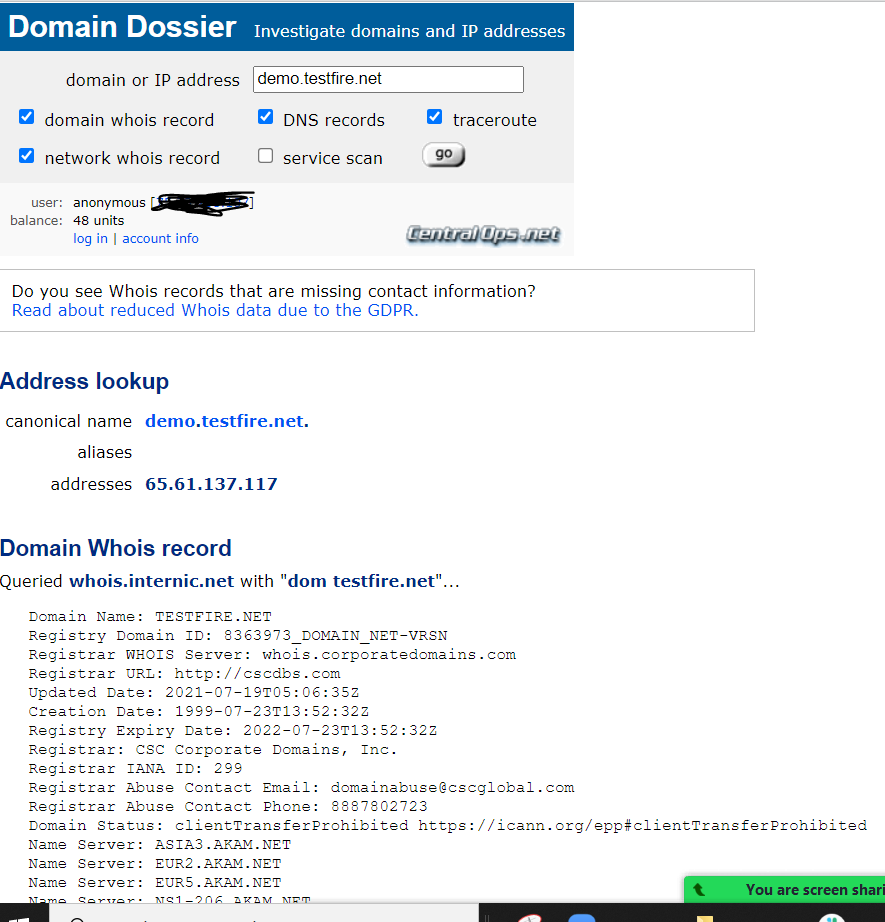 Domain Dossier Investigate domains and IP addresses
domain or IP address demo.testfire.net
domain whois record DNS records traceroute
network whois record service scan go
user: anonymous [
balance: 48 units
log in | account info
CentralOps.net
Do you see Whois records that are missing contact information?
Read about reduced Whois data due to the GDPR.
Address lookup
canonical name demo.testfire.net.
aliases
addresses 65.61.137.117
Domain Whois record
Queried whois.internic.net with "dom testfire.net"...
Domain Name: TESTFIRE.NET
Registry Domain ID: 8363973_DOMAIN_NET-VRSN
Registrar WHOIS Server: whois.corporatedomains.com
Registrar URL: http://cscdbs.com
Updated Date: 2021-07-19T05:06:35Z
Creation Date: 1999-07-23T13:52:32Z
Registry Expiry Date: 2022-07-23T13:52:32Z
Registrar: CSC Corporate Domains, Inc.
Registrar IANA ID: 299
Registrar Abuse Contact Email: domainabuse@cscglobal.com
Registrar Abuse Contact Phone: 8887802723
Domain Status: clientTransferProhibited https://icann.org/epp#clientTransferProhibited
Name Server: ASIA3.AKAM.NET
Name Server: EUR2.AKAM.NET
Name Server: EUR5.AKAM.NET
Name Server: NS1-206.AKAM.NET
You are screen shari